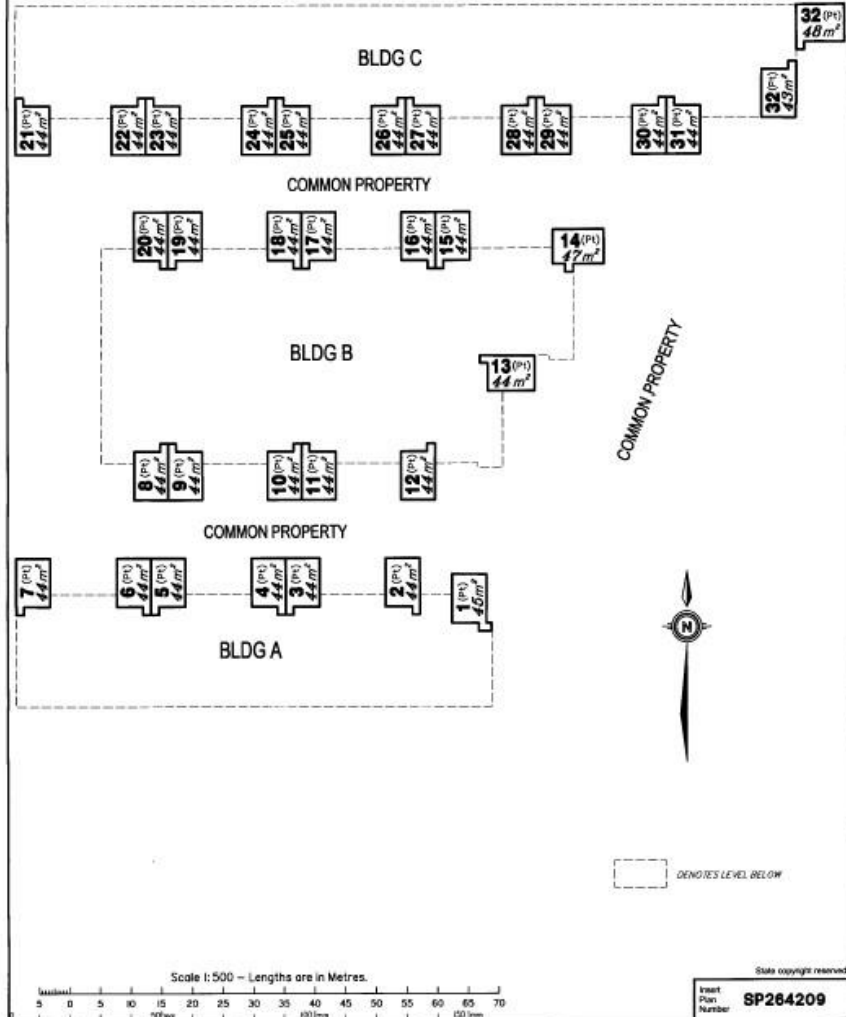 32 (Pt)
48 m²
BLDG C
32 (Pt)
43 m²
21 (Pt)
44 m²
22 (Pt)
44 m²
23 (Pt)
44 m²
24 (Pt)
44 m²
25 (Pt)
44 m²
26 (Pt)
44 m²
27 (Pt)
44 m²
28 (Pt)
44 m²
29 (Pt)
44 m²
30 (Pt)
44 m²
31 (Pt)
44 m²
COMMON PROPERTY
20 (Pt)
44 m²
19 (Pt)
44 m²
18 (Pt)
44 m²
17 (Pt)
44 m²
16 (Pt)
44 m²
15 (Pt)
44 m²
14 (Pt)
47 m²
BLDG B
13 (Pt)
44 m²
COMMON PROPERTY
8 (Pt)
44 m²
9 (Pt)
44 m²
10 (Pt)
44 m²
11 (Pt)
44 m²
12 (Pt)
44 m²
COMMON PROPERTY
7 (Pt)
44 m²
6 (Pt)
44 m²
5 (Pt)
44 m²
4 (Pt)
44 m²
3 (Pt)
44 m²
2 (Pt)
44 m²
1 (Pt)
45 m²
BLDG A
N
DENOTES LEVEL BELOW
Scale 1:500 – Lengths are in Metres.
5 0 5 10 15 20 25 30 35 40 45 50 55 60 65 70
50mm 100mm 150mm
State copyright reserved
Insert
Plan
Number
SP264209